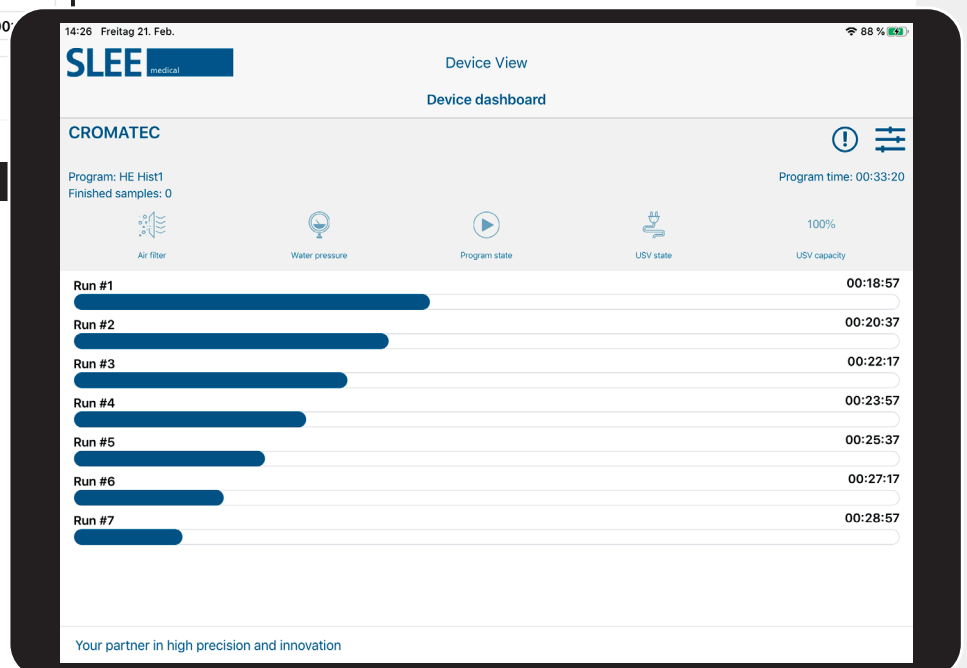 00:
14:26 Freitag 21. Feb.
88 %
SLEE medical
Device View
Device dashboard
CROMATEC
Program: HE Hist1
Program time: 00:33:20
Finished samples: 0
100%
Air filter
Water pressure
Program state
USV state
USV capacity
Run #1
00:18:57
Run #2
00:20:37
Run #3
00:22:17
Run #4
00:23:57
Run #5
00:25:37
Run #6
00:27:17
Run #7
00:28:57
Your partner in high precision and innovation